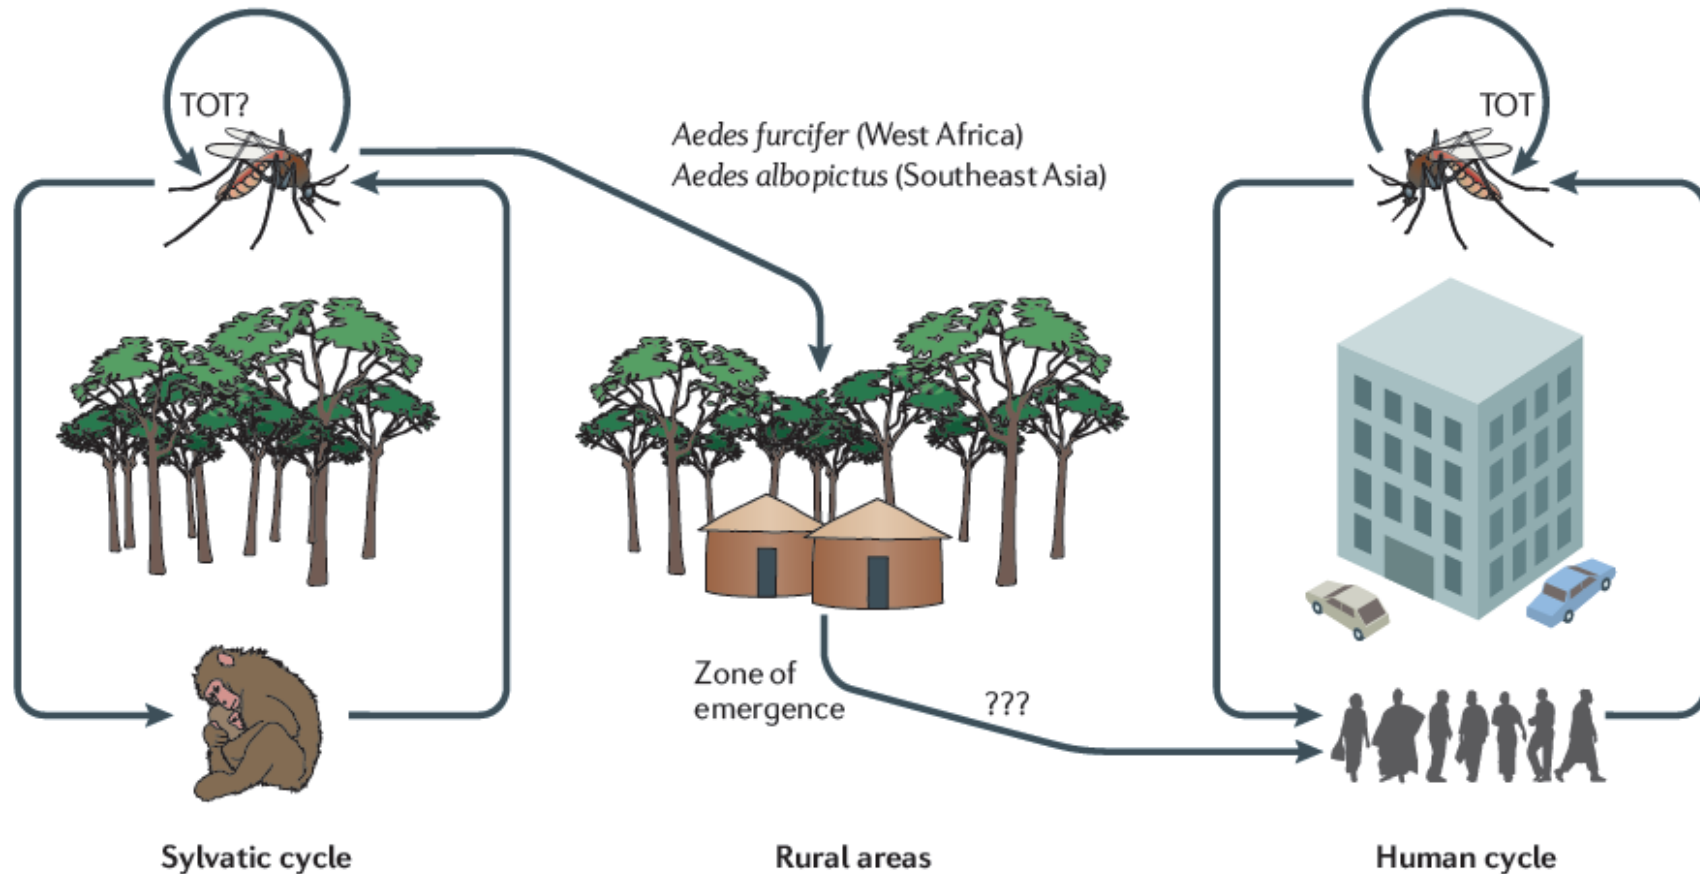 TOT?
Aedes furcifer (West Africa)
Aedes albopictus (Southeast Asia)
TOT
Zone of
emergence
???
Sylvatic cycle
Rural areas
Human cycle